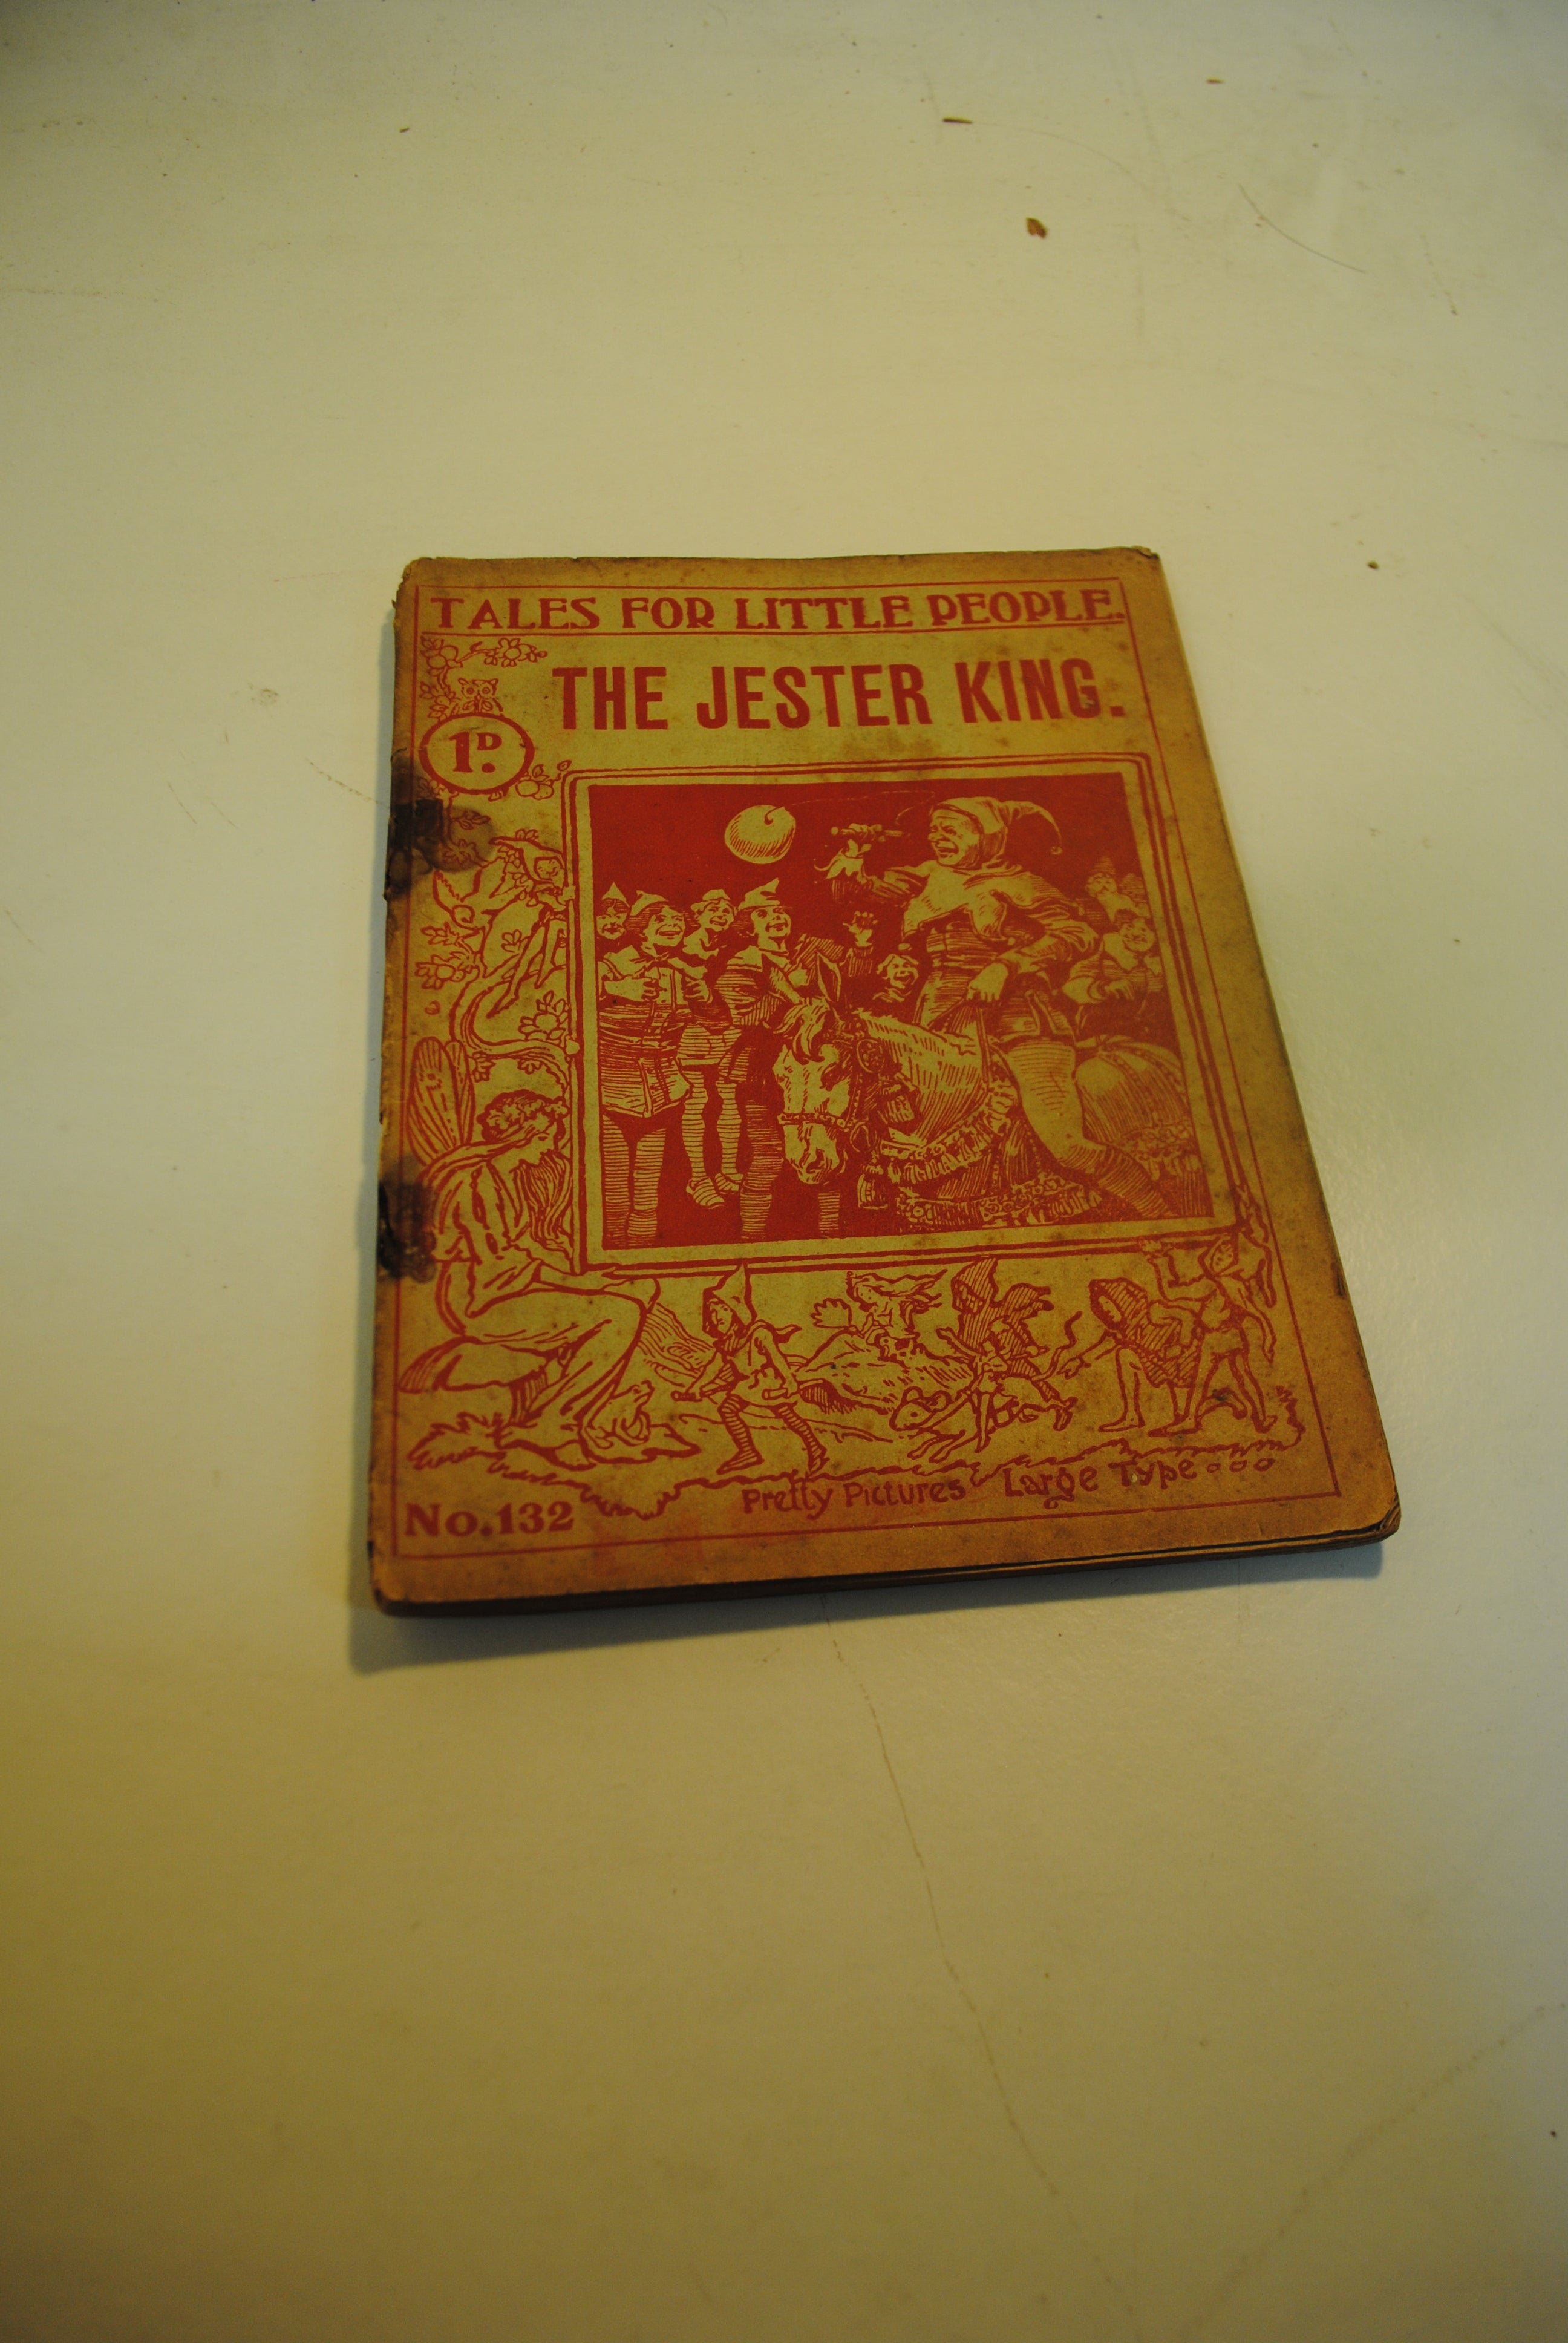 TALES FOR LITTLE PEOPLE.
THE JESTER KING.
1D.
Pretty Pictures Large Type
No. 132